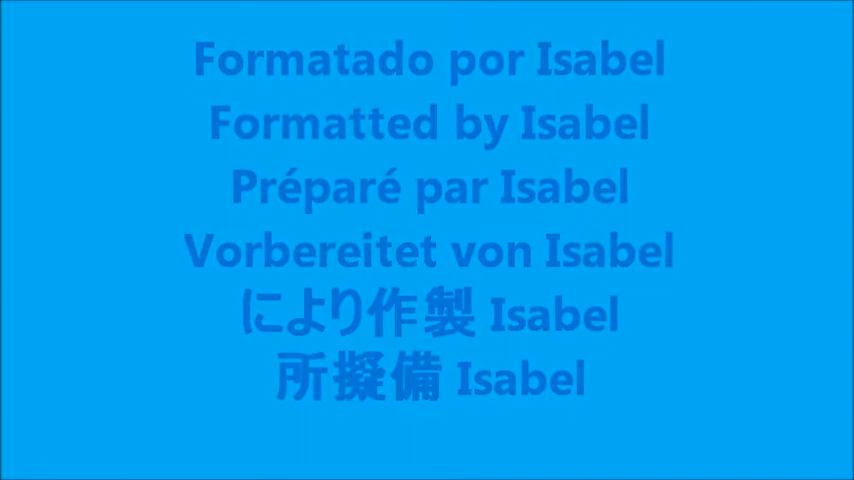 Formatado por Isabel
Formatted by Isabel
Préparé par Isabel
Vorbereitet von Isabel
により作製 Isabel
所擬備 Isabel